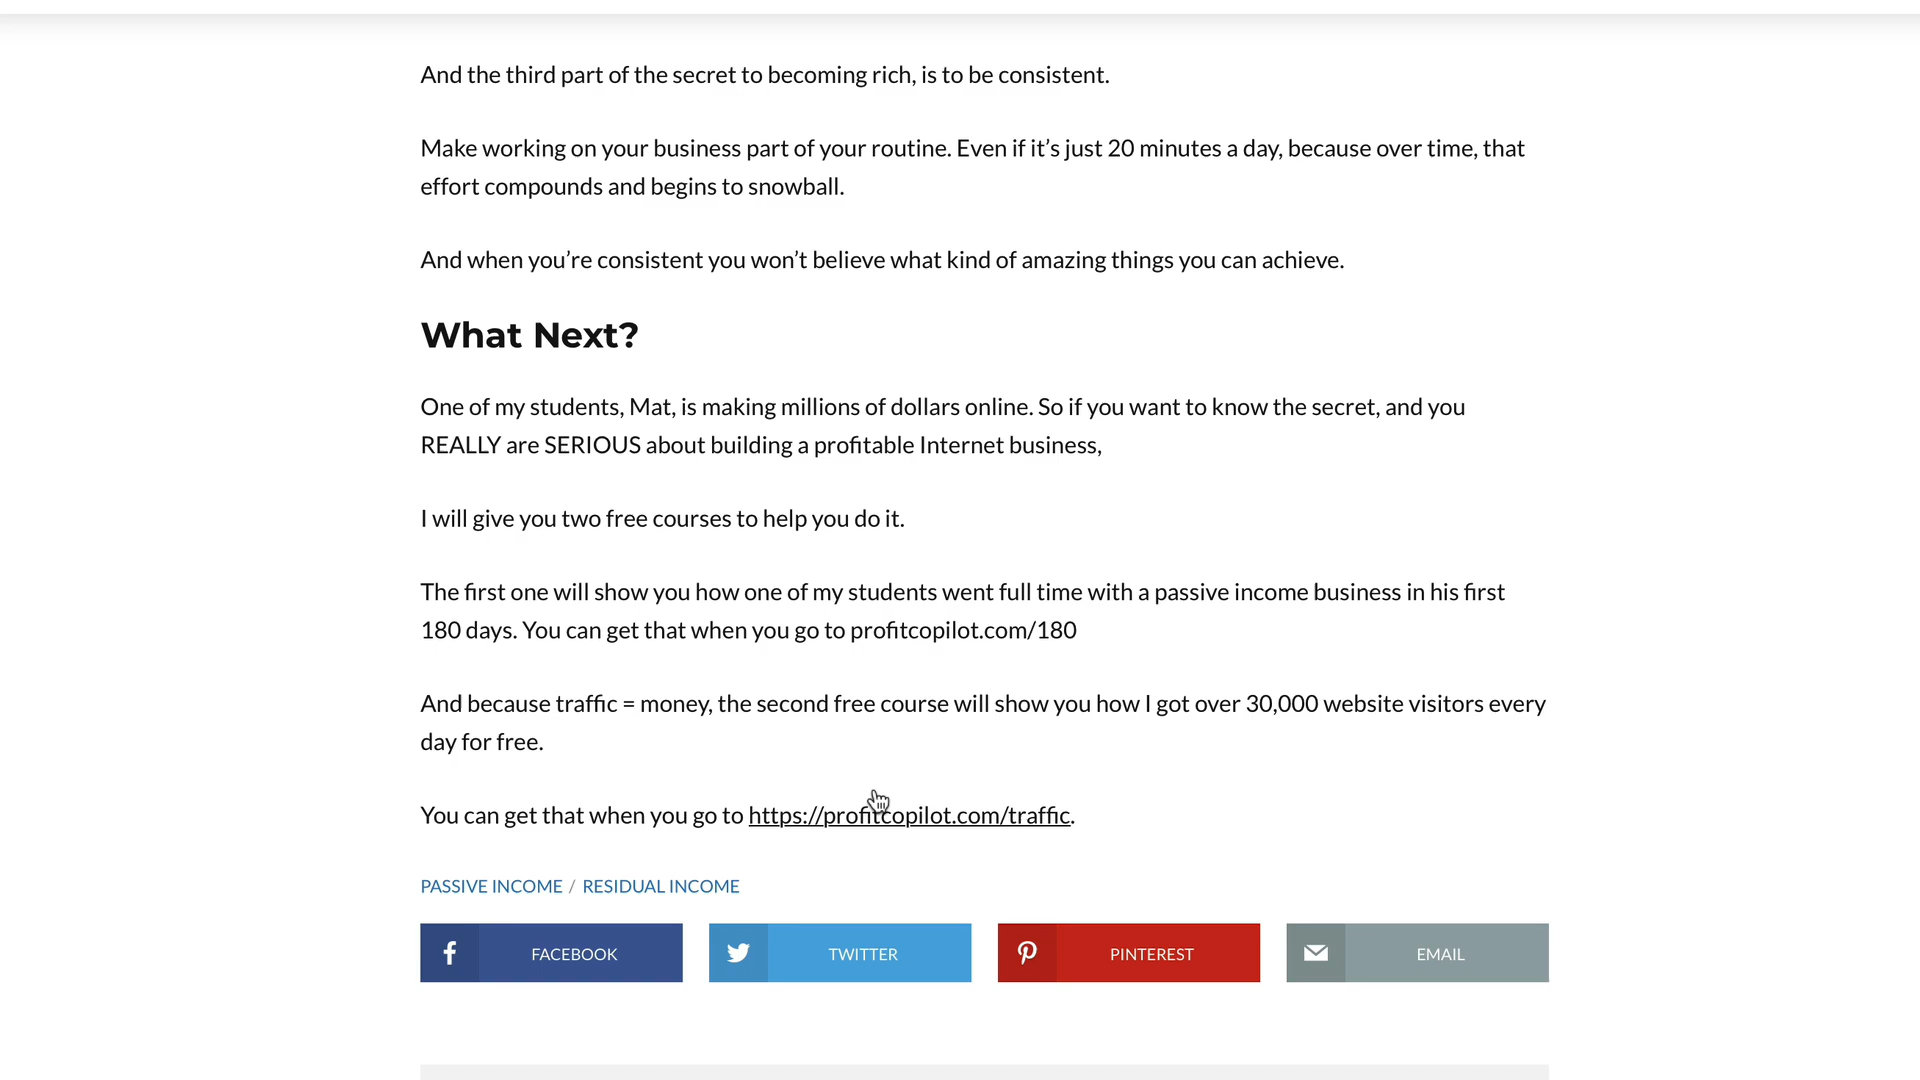 And the third part of the secret to becoming rich, is to be consistent.
Make working on your business part of your routine. Even if it’s just 20 minutes a day, because over time, that
effort compounds and begins to snowball.
And when you’re consistent you won’t believe what kind of amazing things you can achieve.
What Next?
One of my students, Mat, is making millions of dollars online. So if you want to know the secret, and you
REALLY are SERIOUS about building a profitable Internet business,
I will give you two free courses to help you do it.
The first one will show you how one of my students went full time with a passive income business in his first
180 days. You can get that when you go to profitcopilot.com/180
And because traffic = money, the second free course will show you how I got over 30,000 website visitors every
day for free.
You can get that when you go to https://profitcopilot.com/traffic.
PASSIVE INCOME / RESIDUAL INCOME
FACEBOOK TWITTER PINTEREST EMAIL